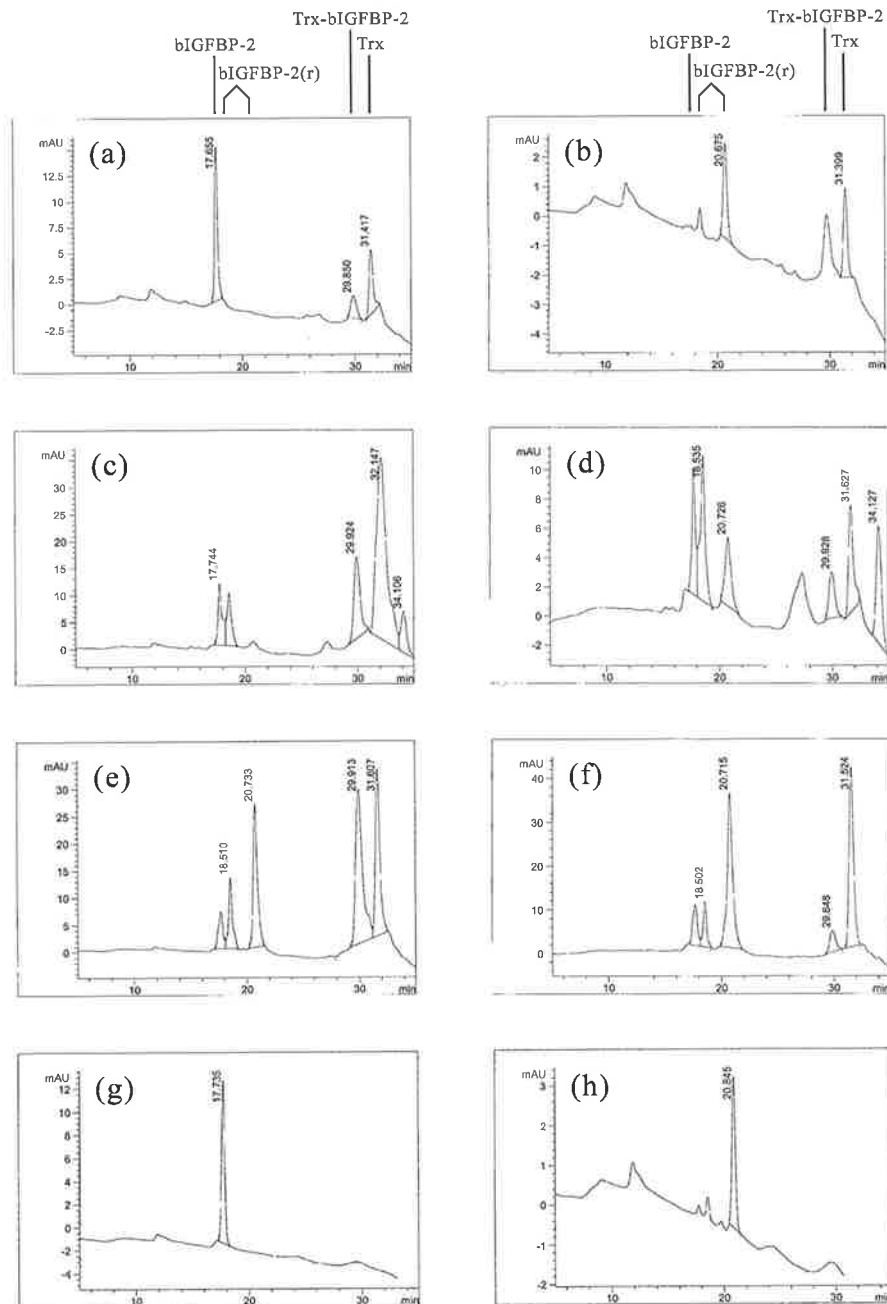 Trx-bIGFBP-2 Trx-bIGFBP-2
bIGFBP-2 Trx bIGFBP-2 Trx
bIGFBP-2(r) bIGFBP-2(r)
mAU (a) 17.655 29.850 31.417
12.5
10
7.5
5
2.5
0
-2.5
10 20 30 min
mAU (b) 20.675 31.399
2
1
0
-1
-2
-3
-4
10 20 30 min
mAU (c) 17.744 29.924 32.147 34.106
30
25
20
15
10
5
0
10 20 30 min
mAU (d) 18.535 20.726 29.928 31.627 34.127
10
8
6
4
2
0
-2
10 20 30 min
mAU (e) 18.510 20.733 29.913 31.607
30
25
20
15
10
5
0
10 20 30 min
mAU (f) 18.502 20.715 29.848 31.524
40
30
20
10
0
10 20 30 min
mAU (g) 17.735
12
10
8
6
4
2
0
-2
-4
10 20 30 min
mAU (h) 20.845
3
2
1
0
-1
-2
10 20 30 min